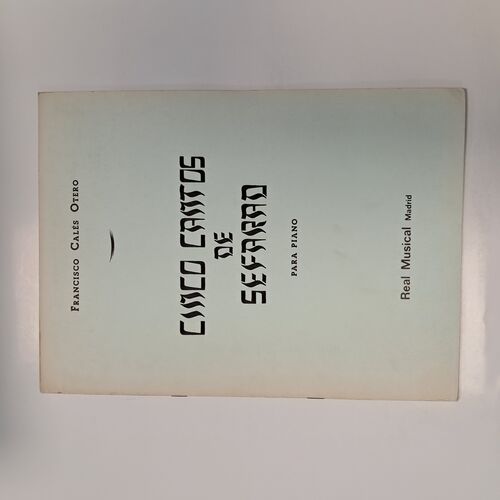 FRANCISCO CALÉS OTERO
CINCO CANTOS
DE
SEFARAD
PARA PIANO
Real Musical Madrid